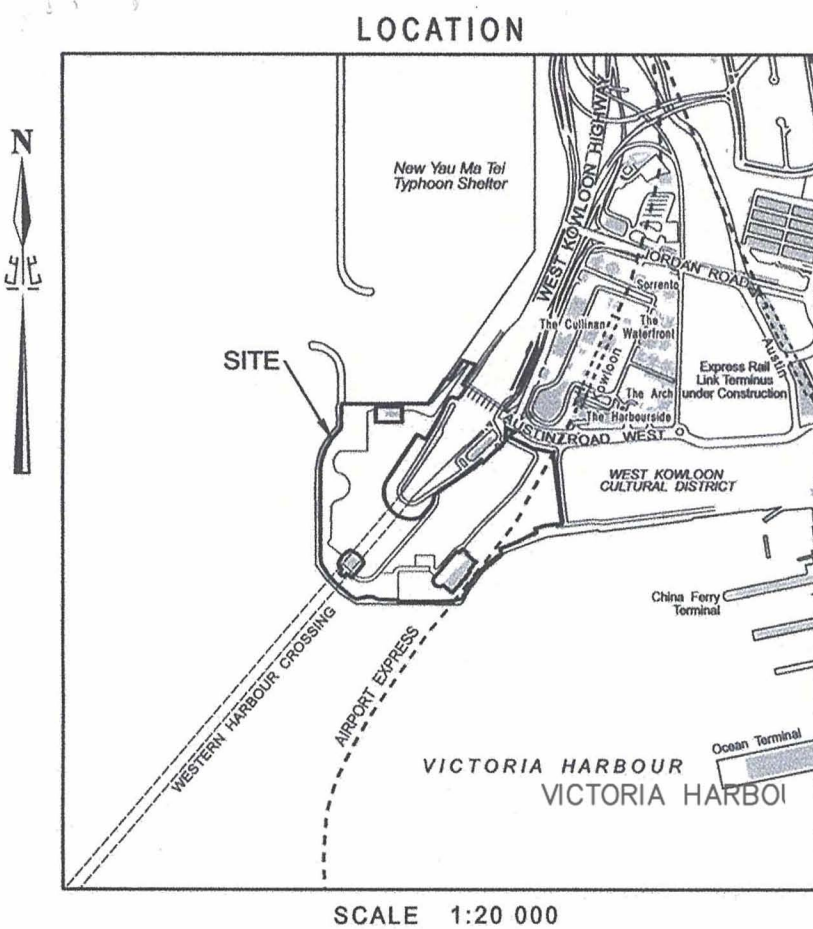 LOCATION
N
New Yau Ma Tei
Typhoon Shelter
WEST KOWLOON HIGHWAY
JORDAN ROAD
Sorrento
The Cullinan
The
Waterfront
Kowloon
Austin
Express Rail
Link Terminus
under Construction
The Arch
The Harbourside
SITE
AUSTIN ROAD WEST
WEST KOWLOON
CULTURAL DISTRICT
China Ferry
Terminal
WESTERN HARBOUR CROSSING
AIRPORT EXPRESS
Ocean Terminal
VICTORIA HARBOUR
VICTORIA HARBOU
SCALE 1:20 000